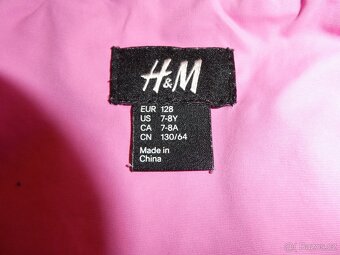 H&M
EUR 128
US 7-8Y
CA 7-8A
CN 130/64
Made in
China